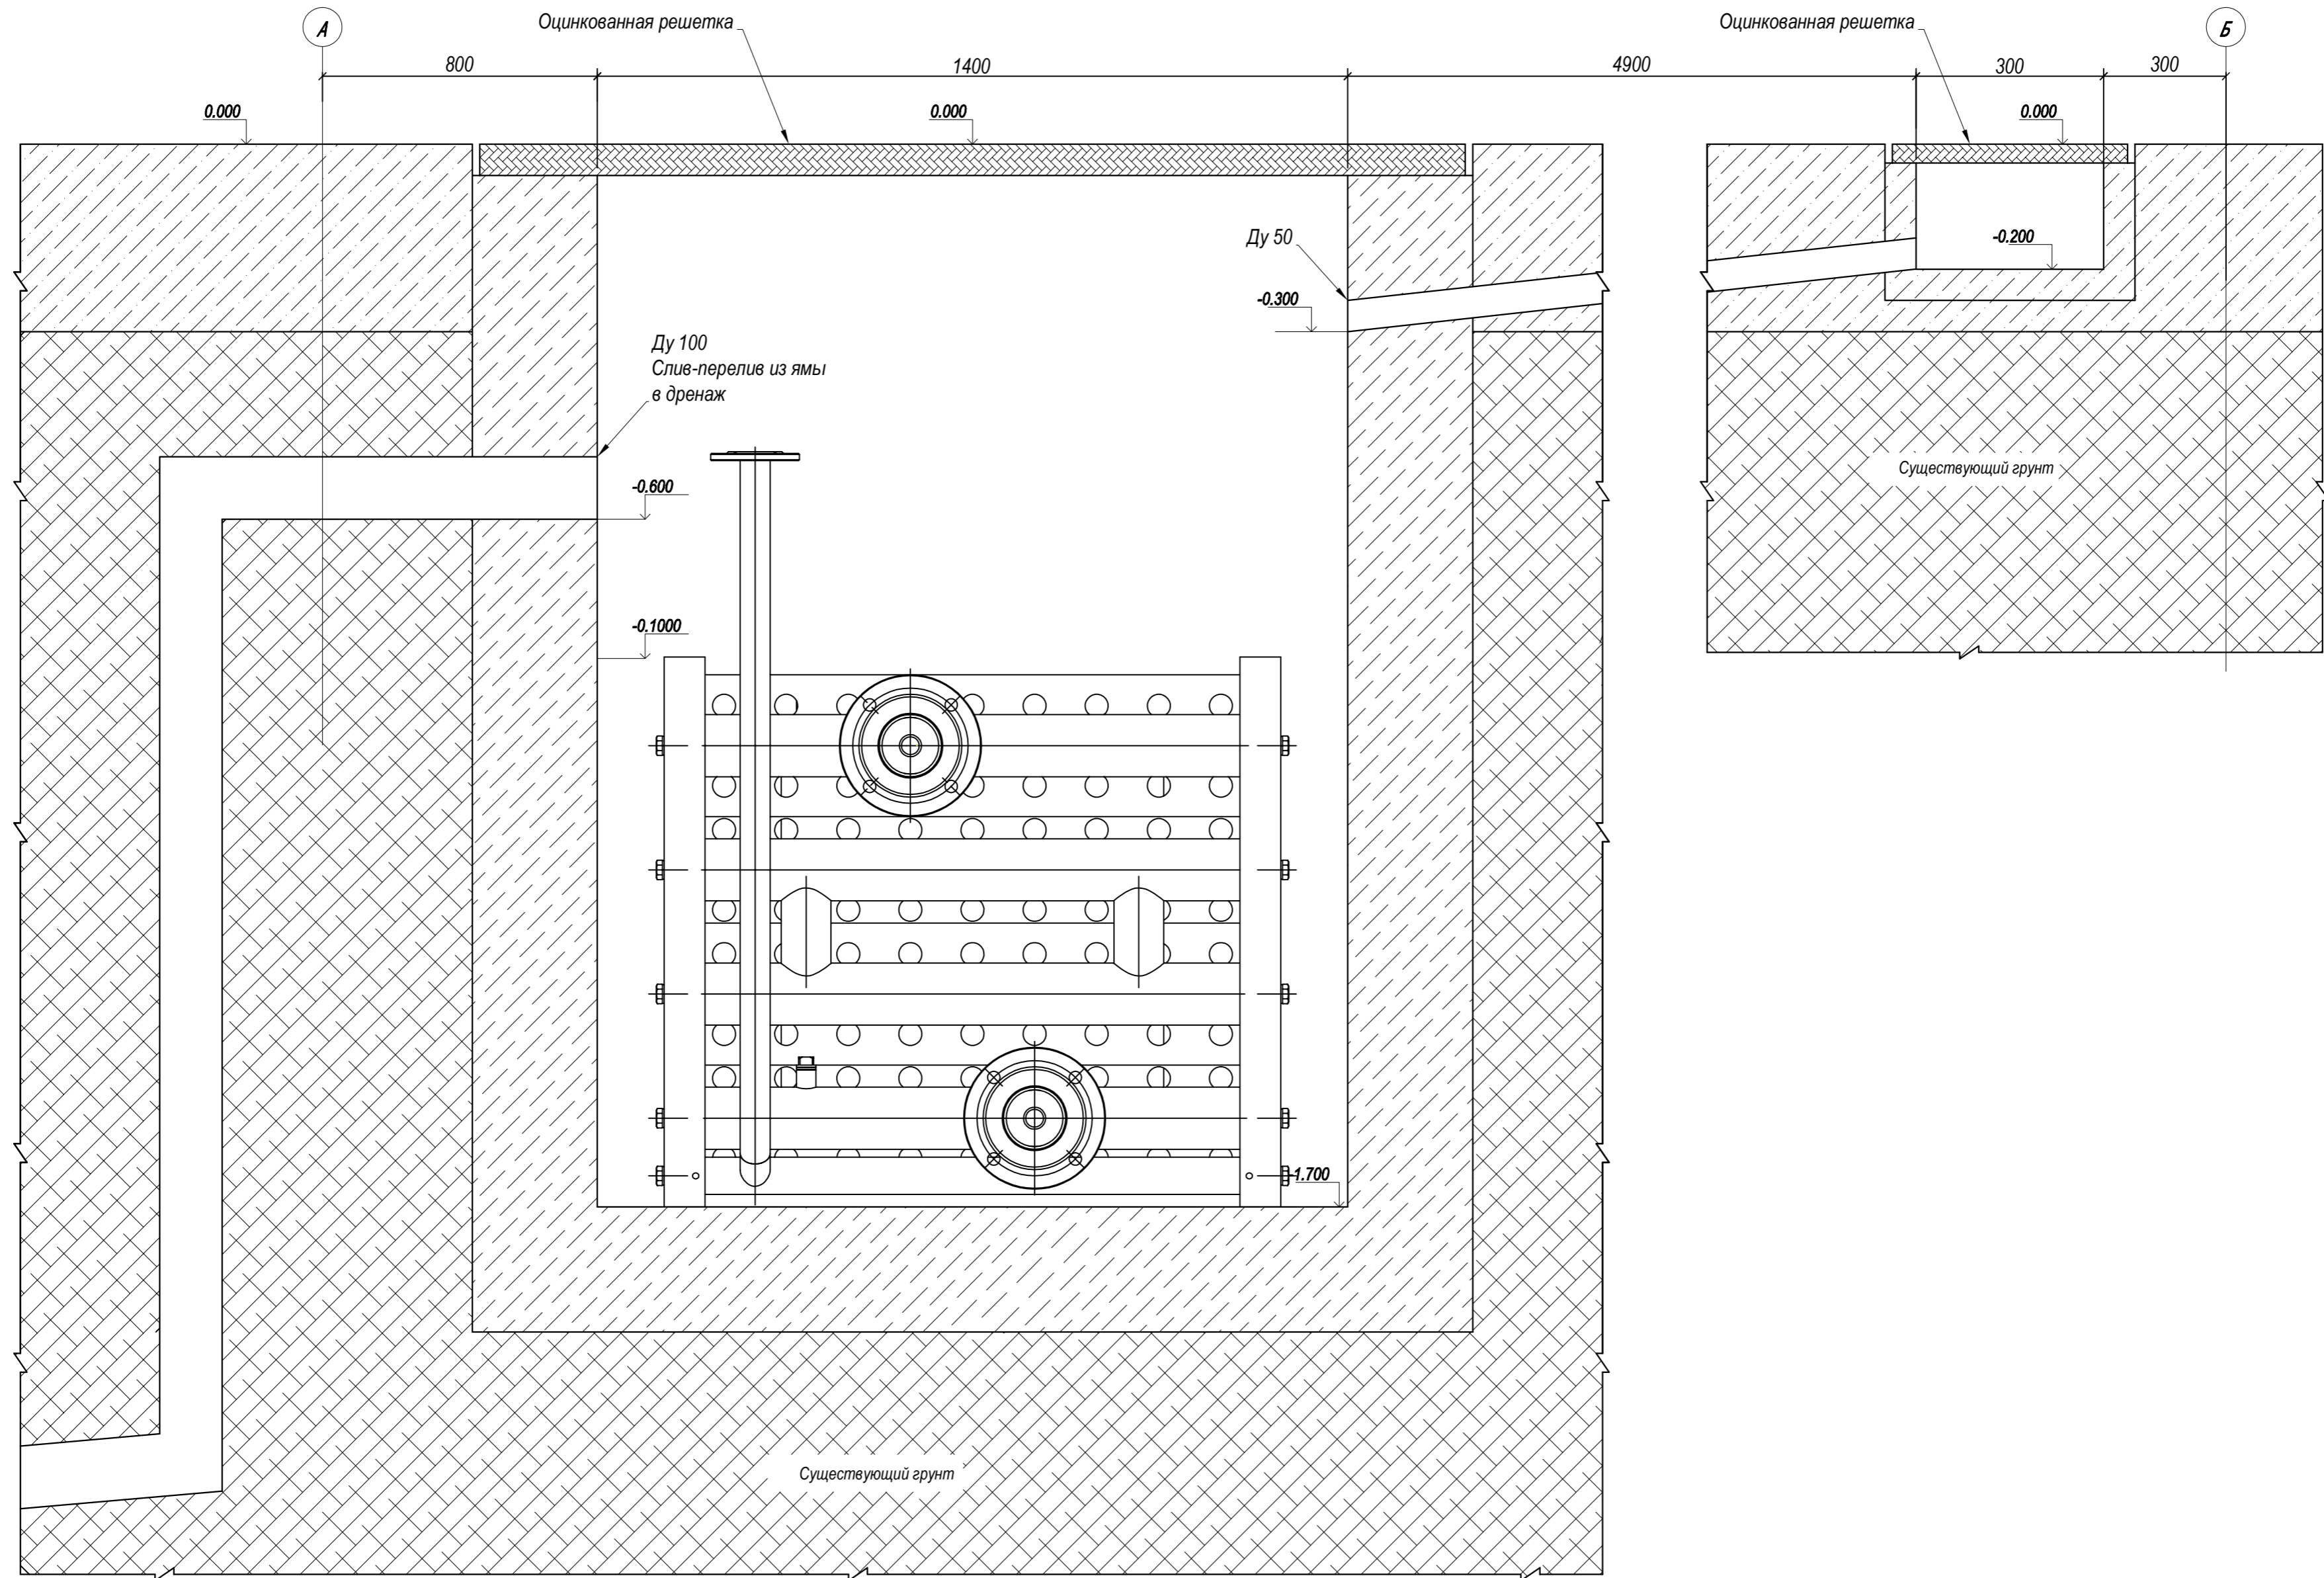 А
Оцинкованная решетка
Оцинкованная решетка
Б
800
1400
4900
300
300
0.000
0.000
0.000
Ду 50
-0.200
-0.300
Ду 100
Слив-перелив из ямы
в дренаж
Существующий грунт
-0.600
-0.1000
-1.700
Существующий грунт